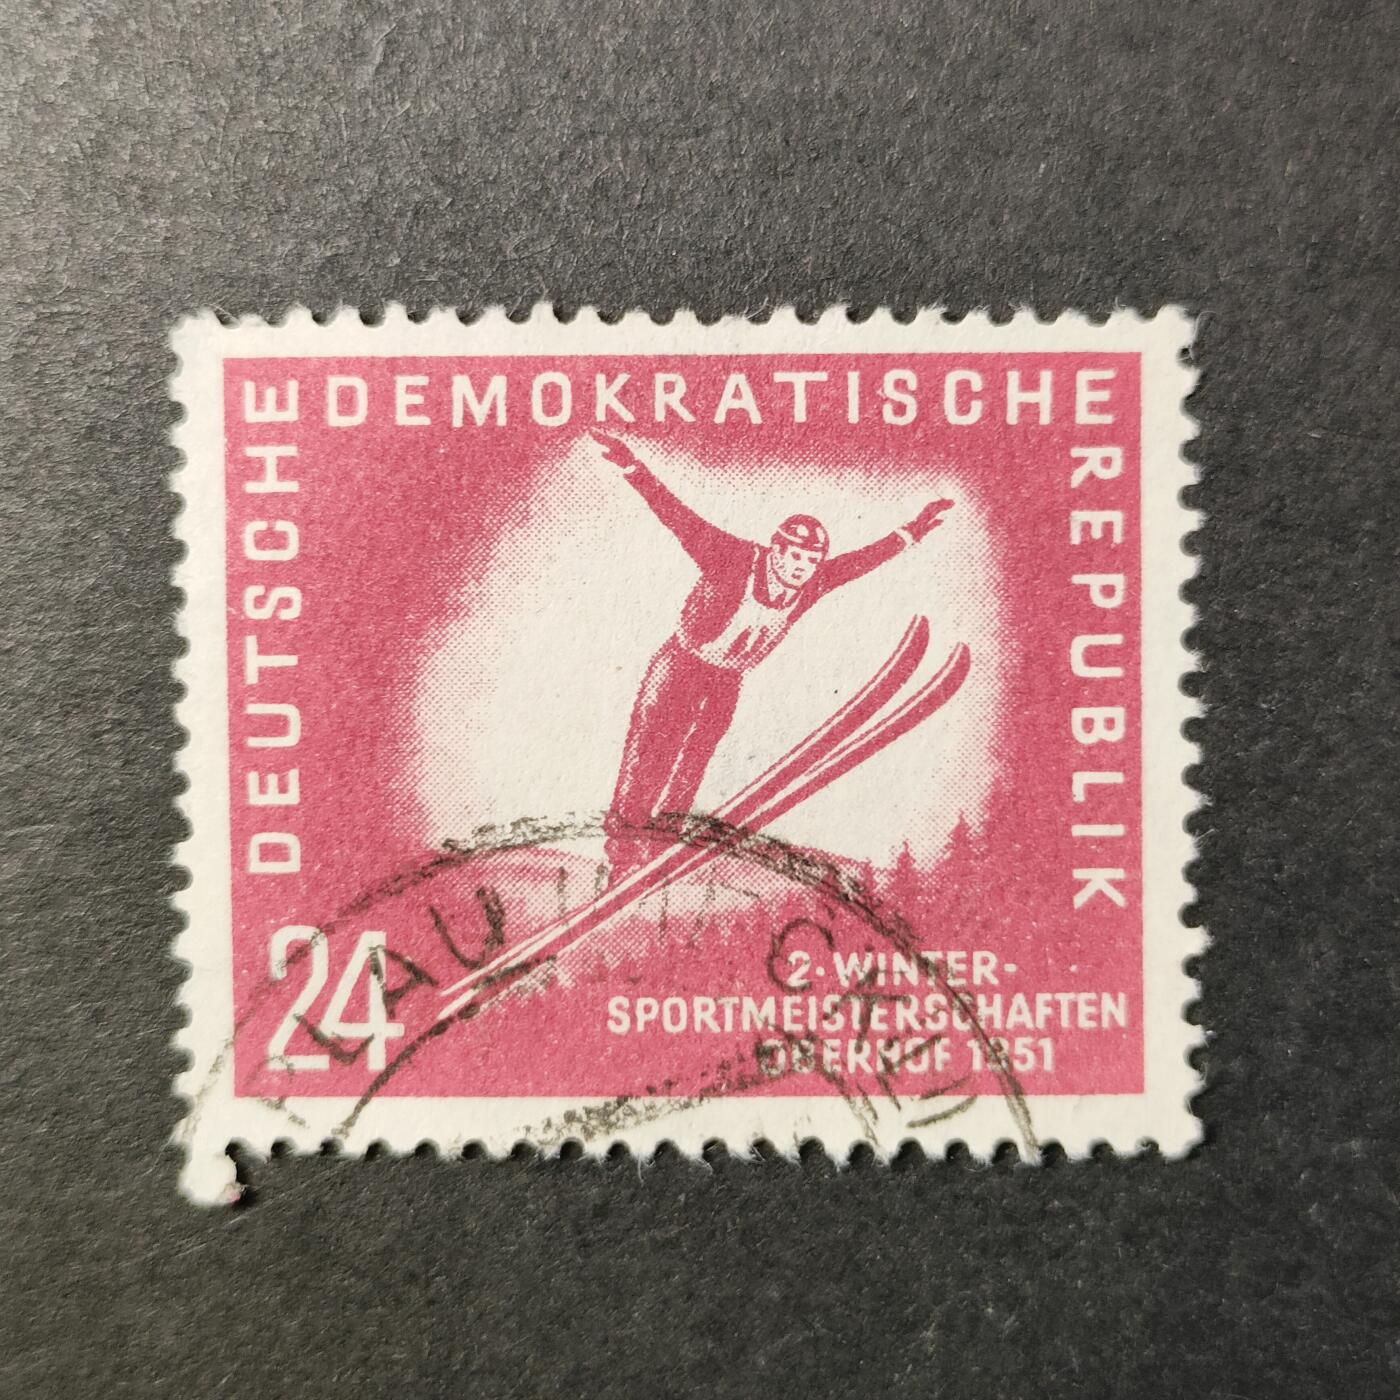 DEUTSCHE
DEMOKRATISCHE
REPUBLIK
24
2. WINTER-
SPORTMEISTERSCHAFTEN
OBERHOF 1951